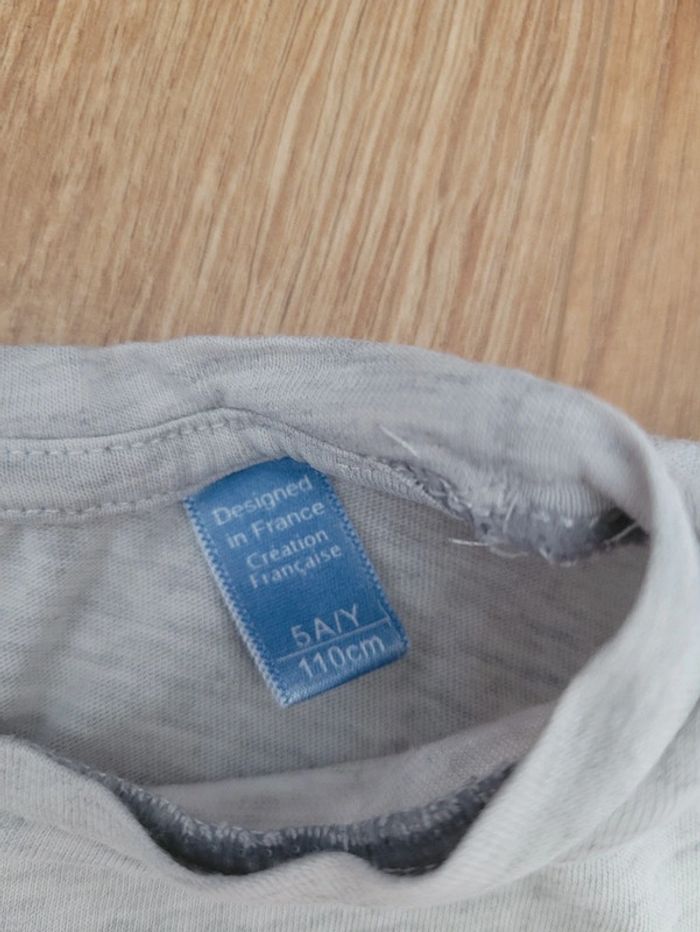 Designed
in France
Création
Française
5A/Y
110cm